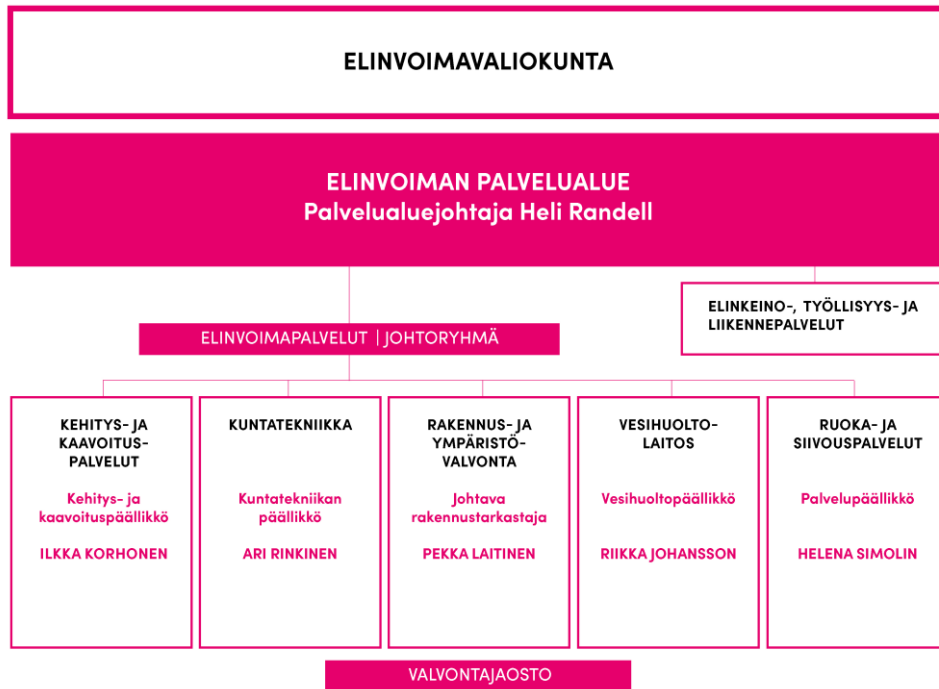 ELINVOIMAVALIOKUNTA
ELINVOIMAN PALVELUALUE
Palvelualuejohtaja Heli Randell
ELINKEINO-, TYÖLLISYYS- JA
LIIKENNEPALVELUT
ELINVOIMAPALVELUT | JOHTORYHMÄ
KEHITYS- JA
KAAVOITUS-
PALVELUT
Kehitys- ja
kaavoituspäällikkö
ILKKA KORHONEN
KUNTATEKNIIKKA
Kuntatekniikan
päällikkö
ARI RINKINEN
RAKENNUS- JA
YMPÄRISTÖ-
VALVONTA
Johtava
rakennustarkastaja
PEKKA LAITINEN
VESIHUOLTO-
LAITOS
Vesihuoltopäällikkö
RIIKKA JOHANSSON
RUOKA- JA
SIIVOUSPALVELUT
Palvelupäällikkö
HELENA SIMOLIN
VALVONTAJAOSTO